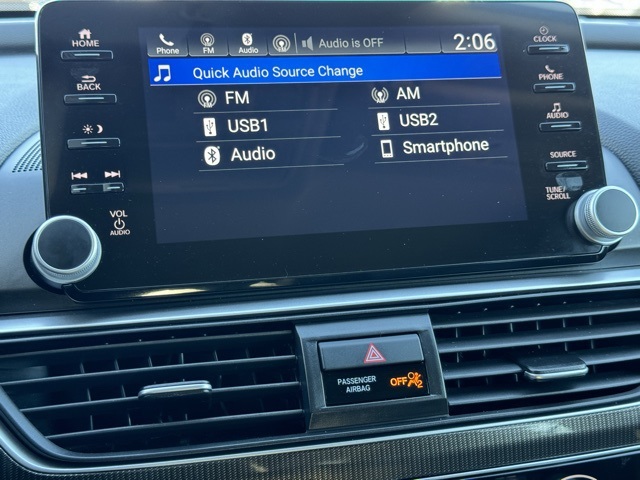 HOME
BACK
VOL
AUDIO
Phone FM Audio Audio is OFF 2:06
Quick Audio Source Change
FM AM
USB1 USB2
Audio Smartphone
CLOCK
PHONE
AUDIO
SOURCE
TUNE/
SCROLL
PASSENGER
AIRBAG
OFF 2